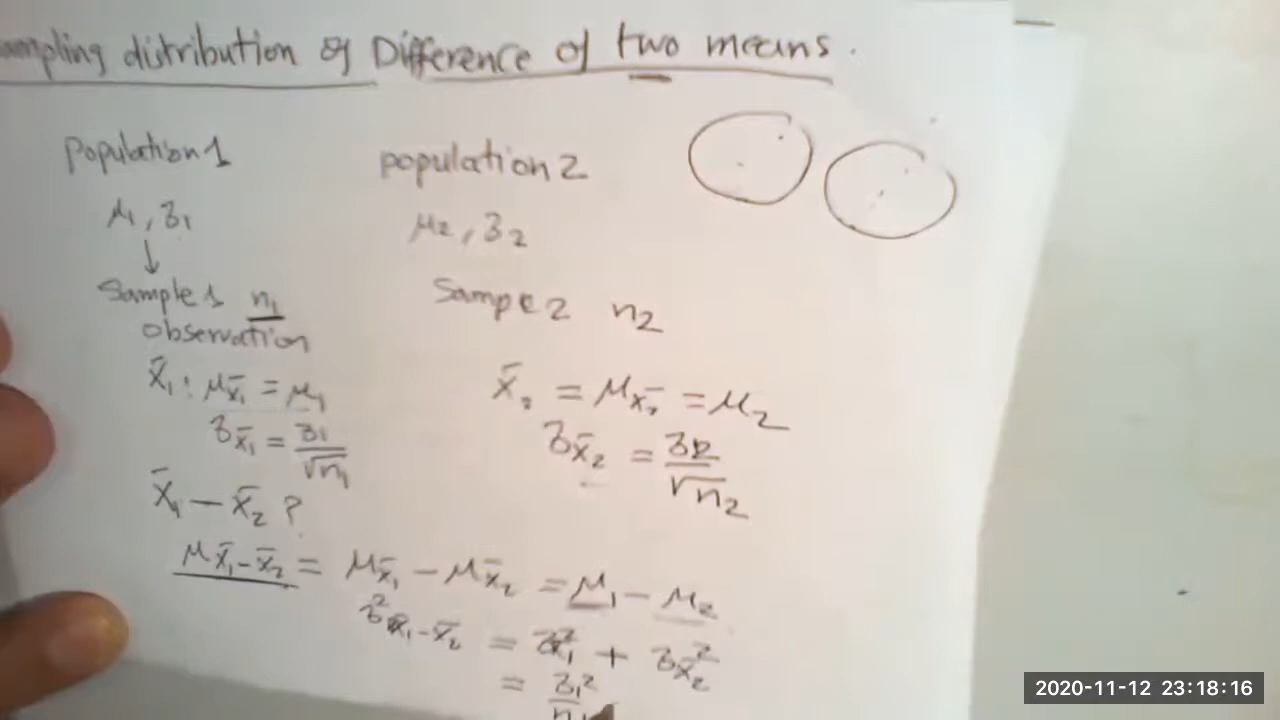 ampling distribution of Difference of two means.
Population 1
population 2
μ1, σ1
μ2, σ2
↓
Sample 1 n1
Sampe 2 n2
observation
x̄1 : μx̄1 = μ1
x̄2 = μx̄2 = μ2
σx̄1 = σ1/√n1
σx̄2 = σ2/√n2
x̄1 − x̄2 ?
μx̄1−x̄2 = μx̄1 − μx̄2 = μ1 − μ2
σ²x̄1−x̄2 = σ²x̄1 + σ²x̄2
= σ1²/n1
2020-11-12 23:18:16